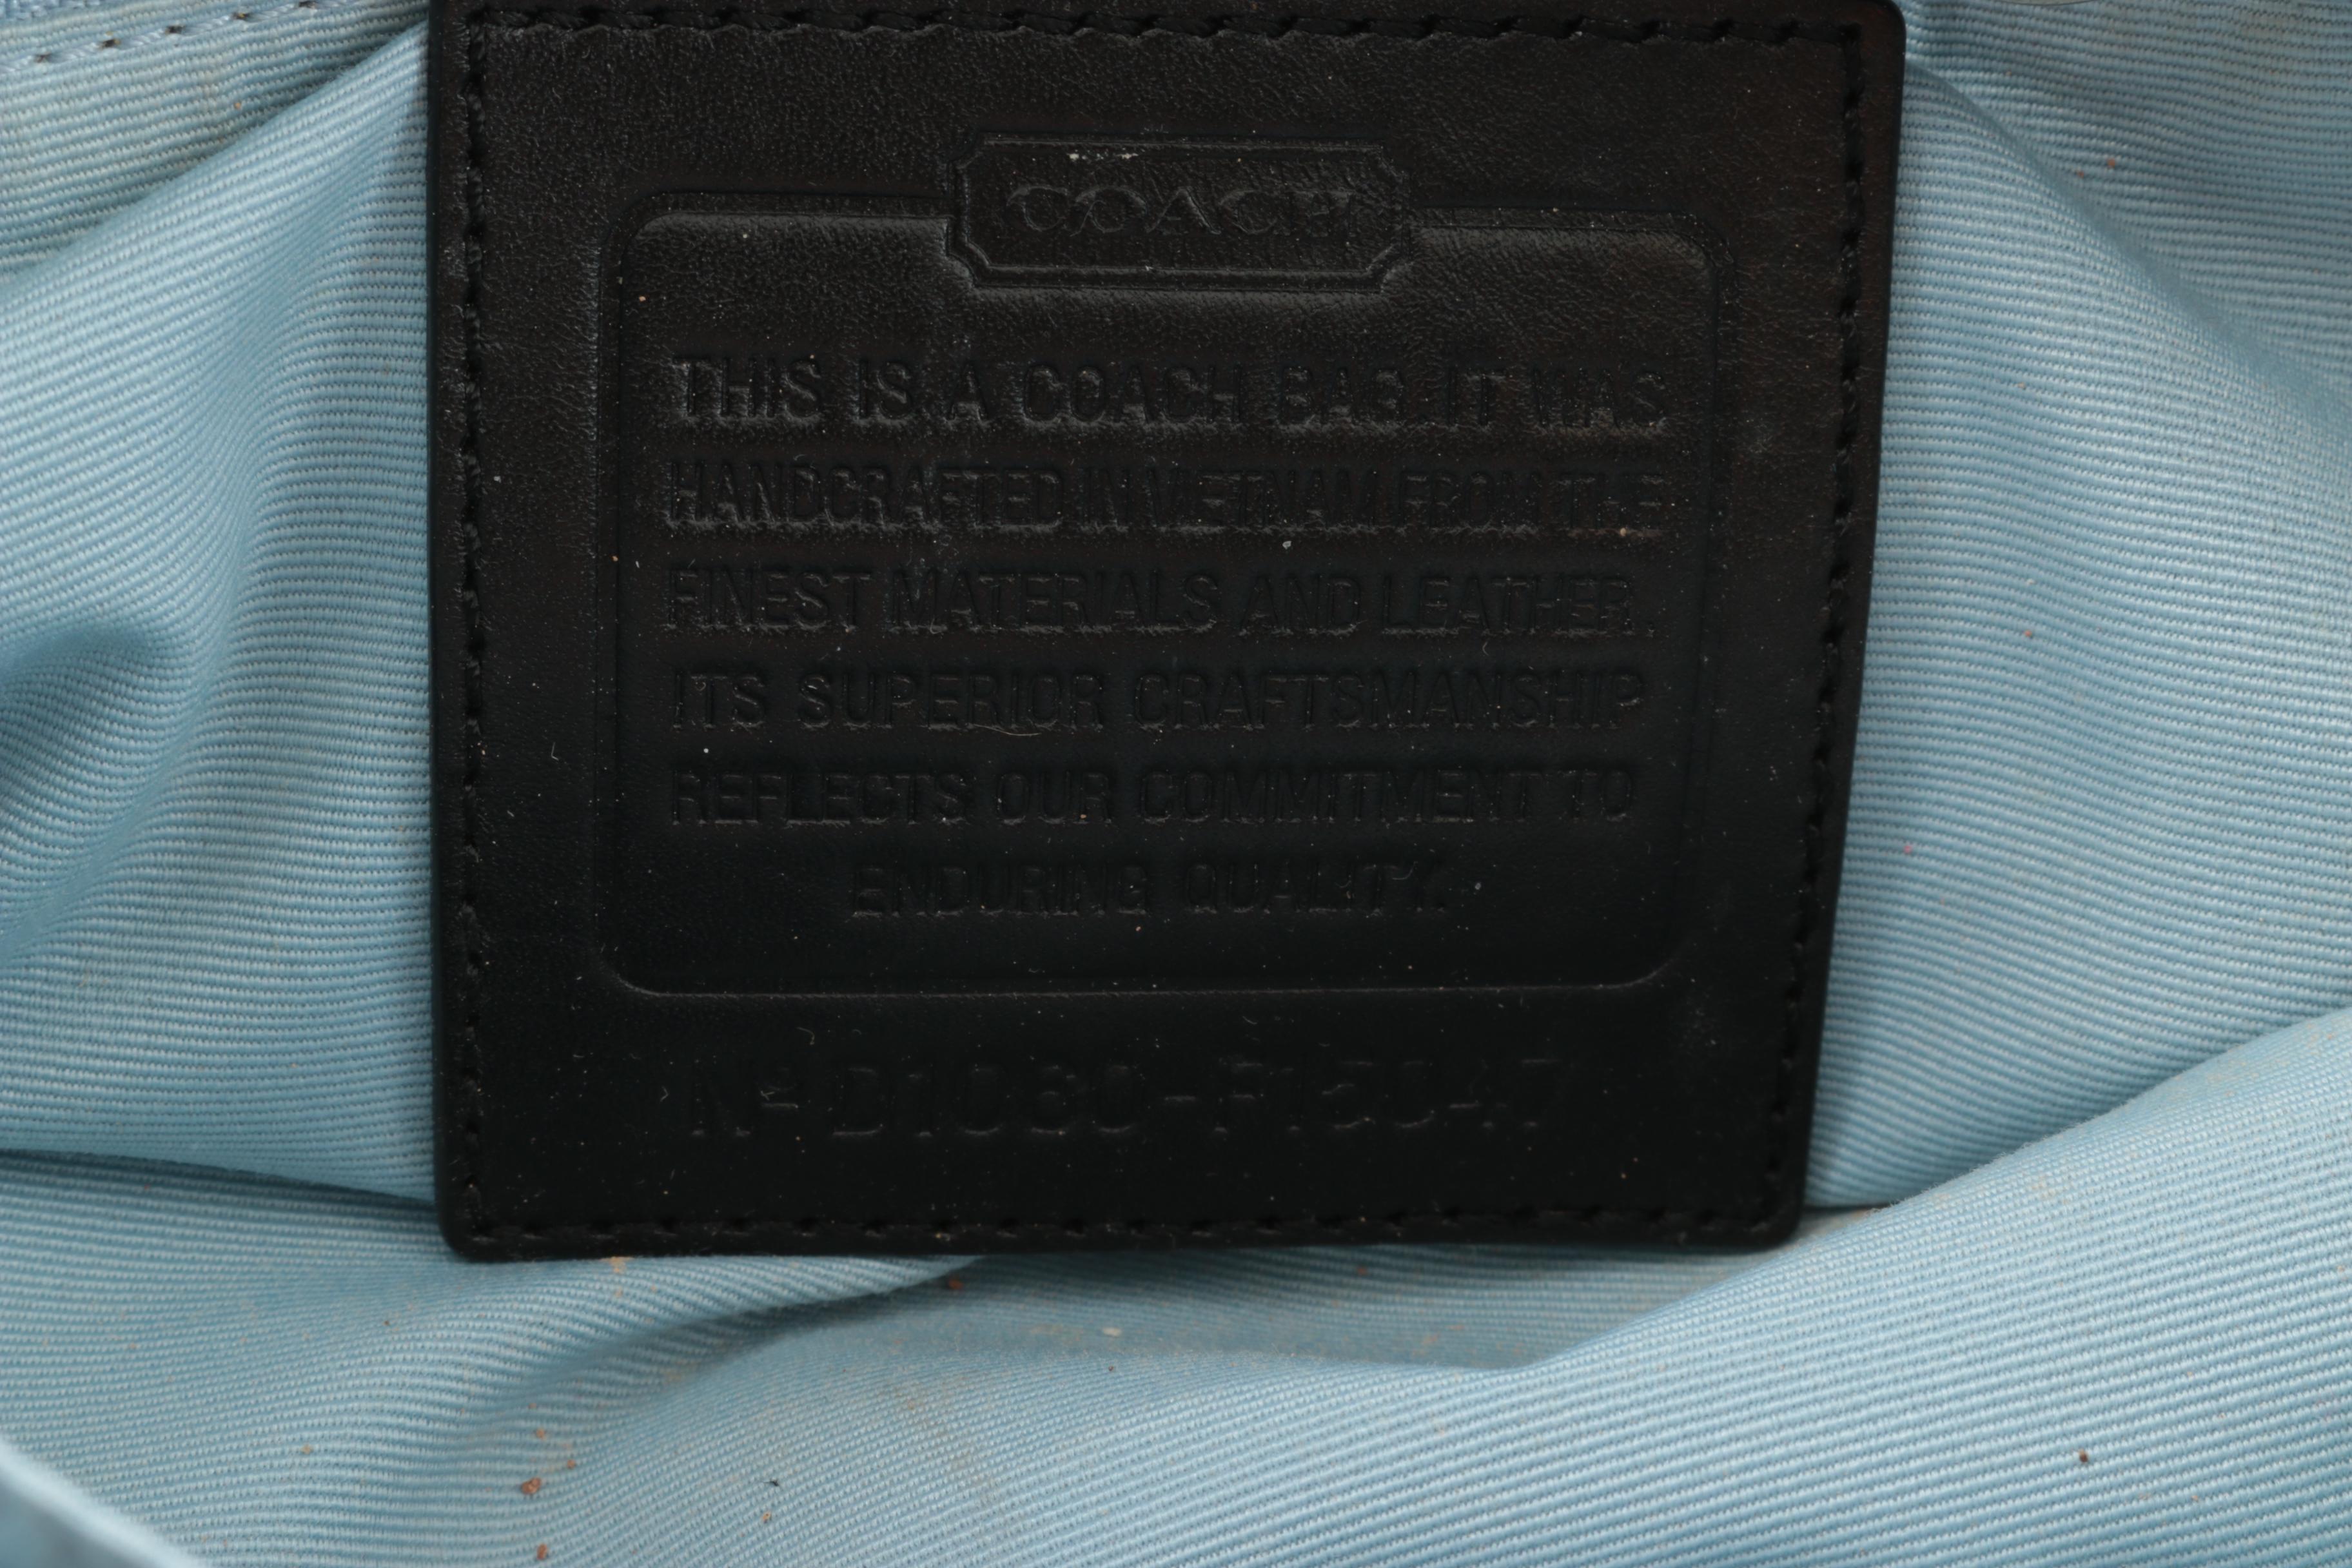 COACH
THIS IS A COACH BAG. IT WAS
HANDCRAFTED IN VIETNAM FROM THE
FINEST MATERIALS AND LEATHER.
ITS SUPERIOR CRAFTSMANSHIP
REFLECTS OUR COMMITMENT TO
ENDURING QUALITY.
Nº